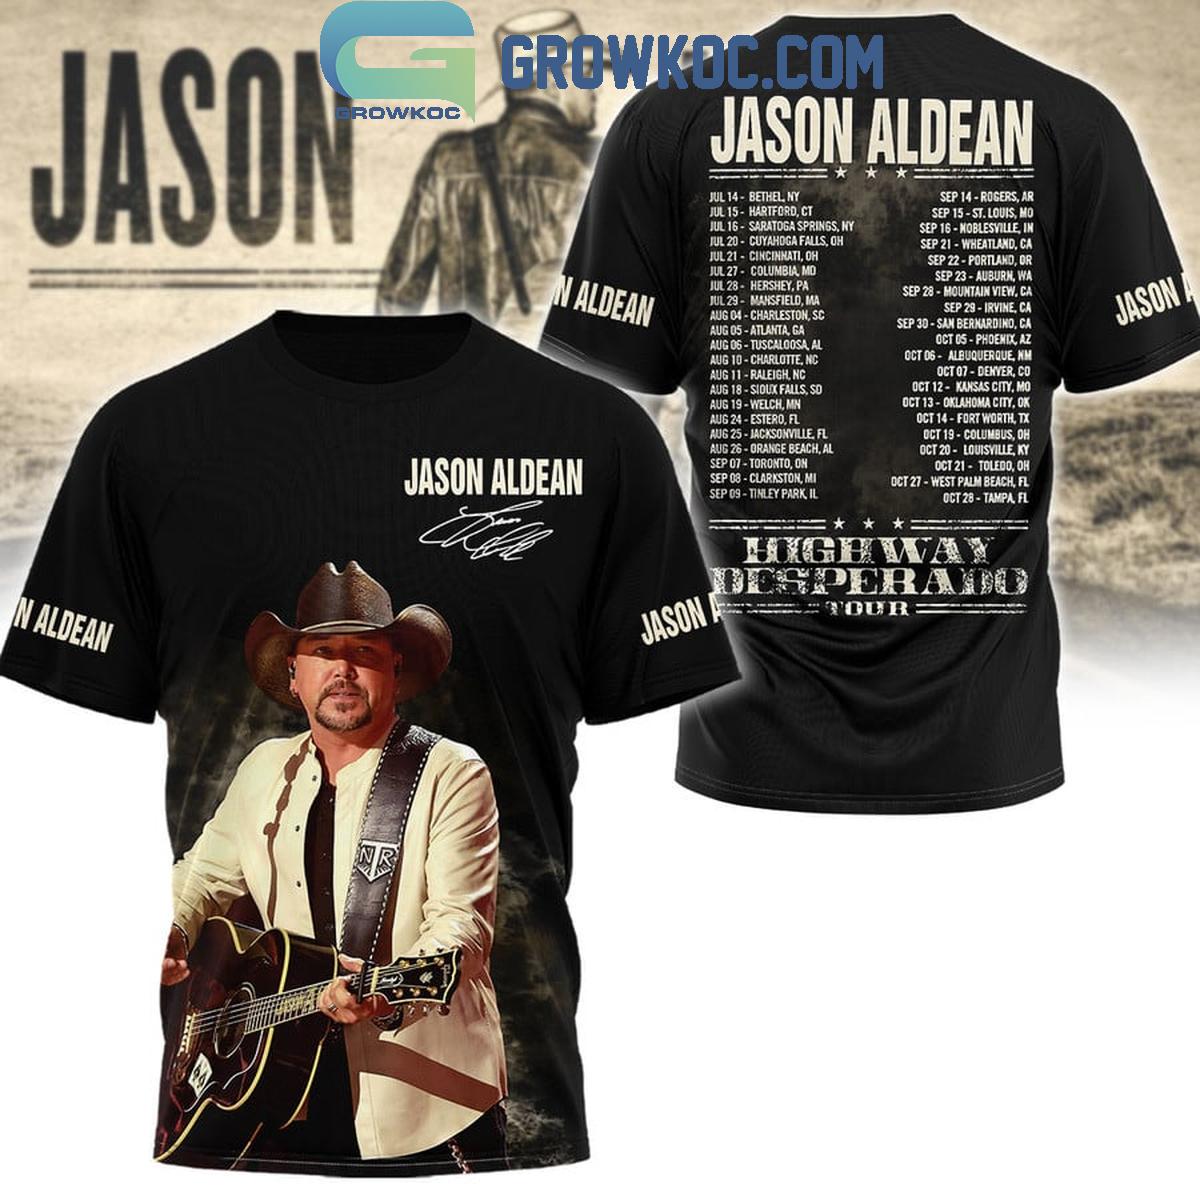 JASON
GROWKOC
GROWKOC.COM
JASON ALDEAN
JUL 14 - BETHEL, NY
JUL 15 - HARTFORD, CT
JUL 16 - SARATOGA SPRINGS, NY
JUL 20 - CUYAHOGA FALLS, OH
JUL 21 - CINCINNATI, OH
JUL 27 - COLUMBIA, MD
JUL 28 - HERSHEY, PA
JUL 29 - MANSFIELD, MA
AUG 04 - CHARLESTON, SC
AUG 05 - ATLANTA, GA
AUG 06 - TUSCALOOSA, AL
AUG 10 - CHARLOTTE, NC
AUG 11 - RALEIGH, NC
AUG 18 - SIOUX FALLS, SD
AUG 19 - WELCH, MN
AUG 24 - ESTERO, FL
AUG 25 - JACKSONVILLE, FL
AUG 26 - ORANGE BEACH, AL
SEP 07 - TORONTO, ON
SEP 08 - CLARKSTON, MI
SEP 09 - TINLEY PARK, IL
SEP 14 - ROGERS, AR
SEP 15 - ST. LOUIS, MO
SEP 16 - NOBLESVILLE, IN
SEP 21 - WHEATLAND, CA
SEP 22 - PORTLAND, OR
SEP 23 - AUBURN, WA
SEP 28 - MOUNTAIN VIEW, CA
SEP 29 - IRVINE, CA
SEP 30 - SAN BERNARDINO, CA
OCT 05 - PHOENIX, AZ
OCT 06 - ALBUQUERQUE, NM
OCT 07 - DENVER, CO
OCT 12 - KANSAS CITY, MO
OCT 13 - OKLAHOMA CITY, OK
OCT 14 - FORT WORTH, TX
OCT 19 - COLUMBUS, OH
OCT 20 - LOUISVILLE, KY
OCT 21 - TOLEDO, OH
OCT 27 - WEST PALM BEACH, FL
OCT 28 - TAMPA, FL
HIGHWAY
DESPERADO
TOUR
N ALDEAN
JASON A
JASON ALDEAN
N ALDEAN
JASON A
NTR